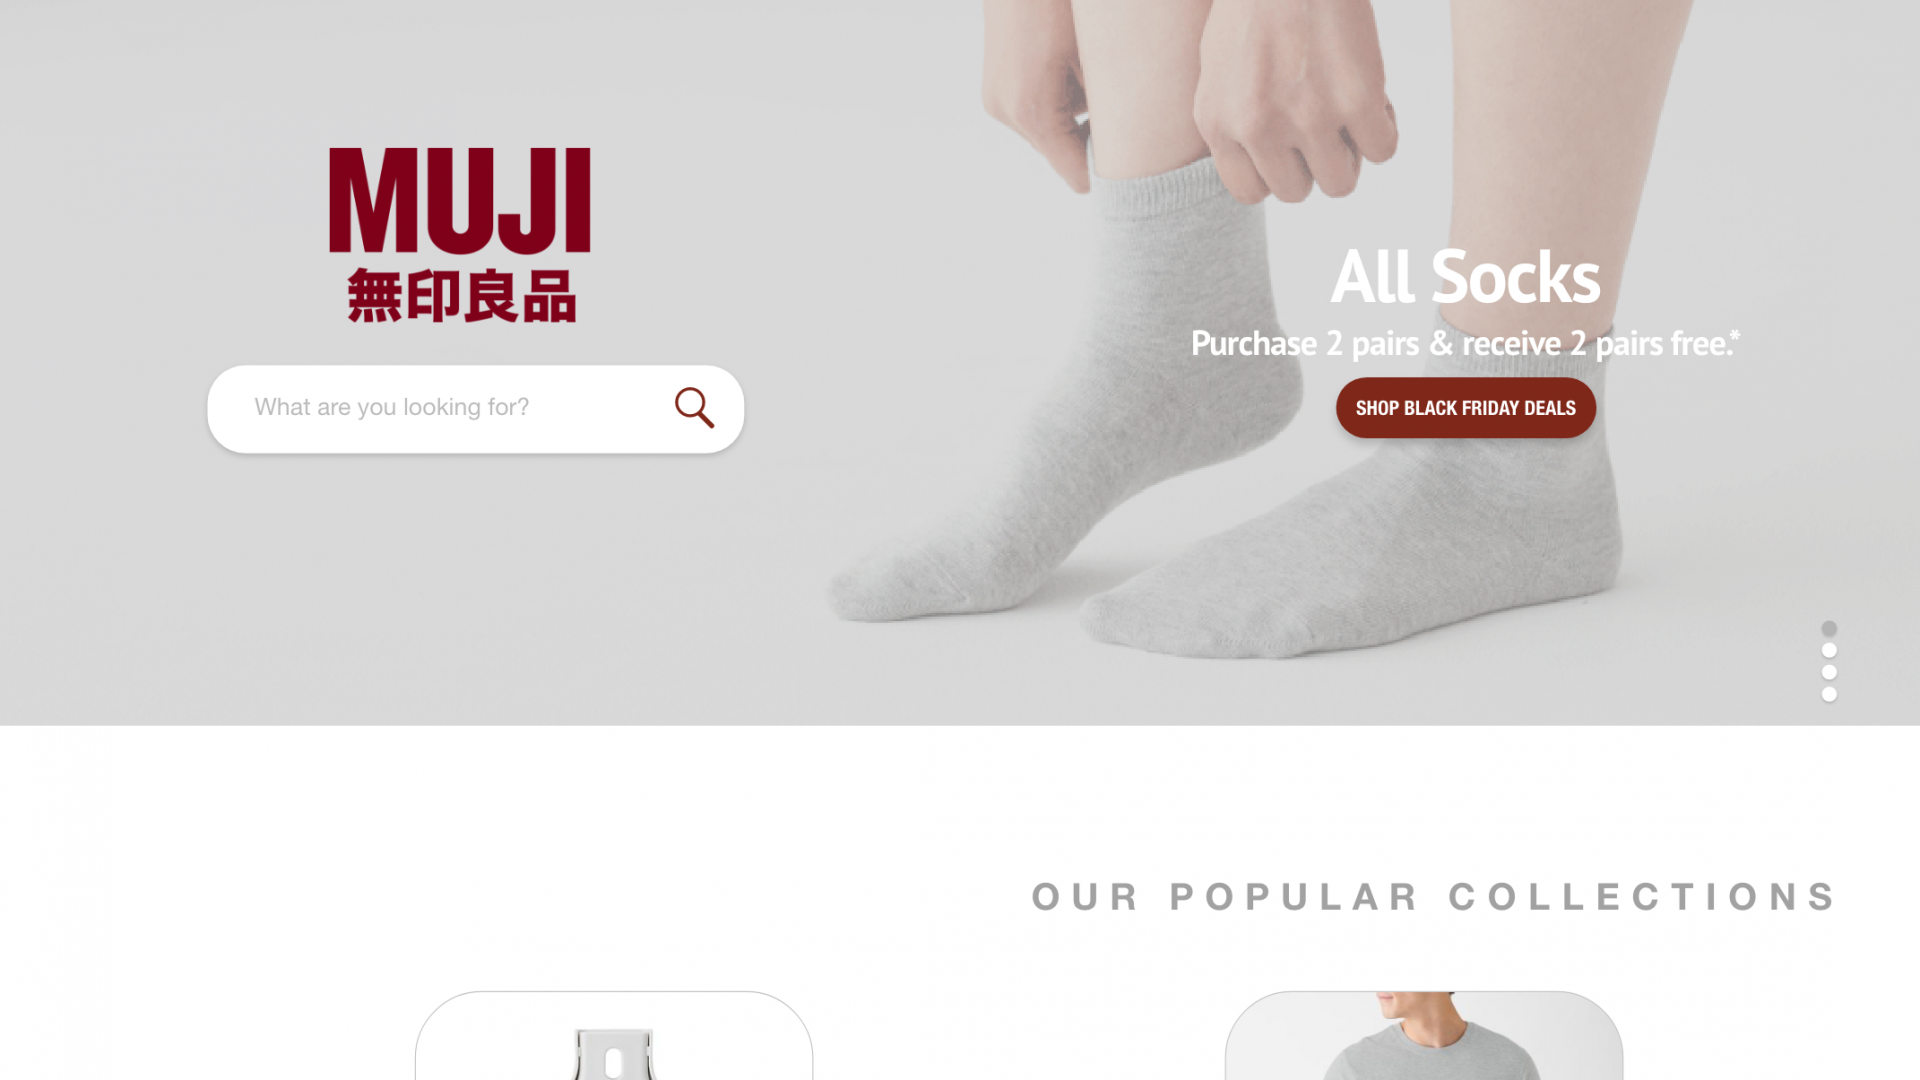 MUJI
無印良品
What are you looking for?
All Socks
Purchase 2 pairs & receive 2 pairs free.*
SHOP BLACK FRIDAY DEALS
OUR POPULAR COLLECTIONS